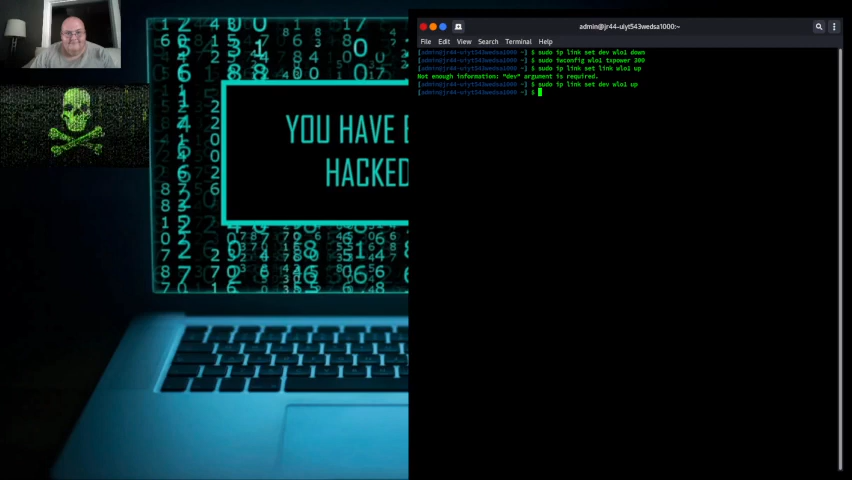 YOU HAVE
HACKED
admin@jr44-uiyt543wedsa1000:~
File Edit View Search Terminal Help
[admin@jr44-uiyt543wedsa1000 ~] $ sudo ip link set dev wlo1 down
[admin@jr44-uiyt543wedsa1000 ~] $ sudo iwconfig wlo1 txpower 300
[admin@jr44-uiyt543wedsa1000 ~] $ sudo ip link set link wlo1 up
Not enough information: "dev" argument is required.
[admin@jr44-uiyt543wedsa1000 ~] $ sudo ip link set dev wlo1 up
[admin@jr44-uiyt543wedsa1000 ~] $